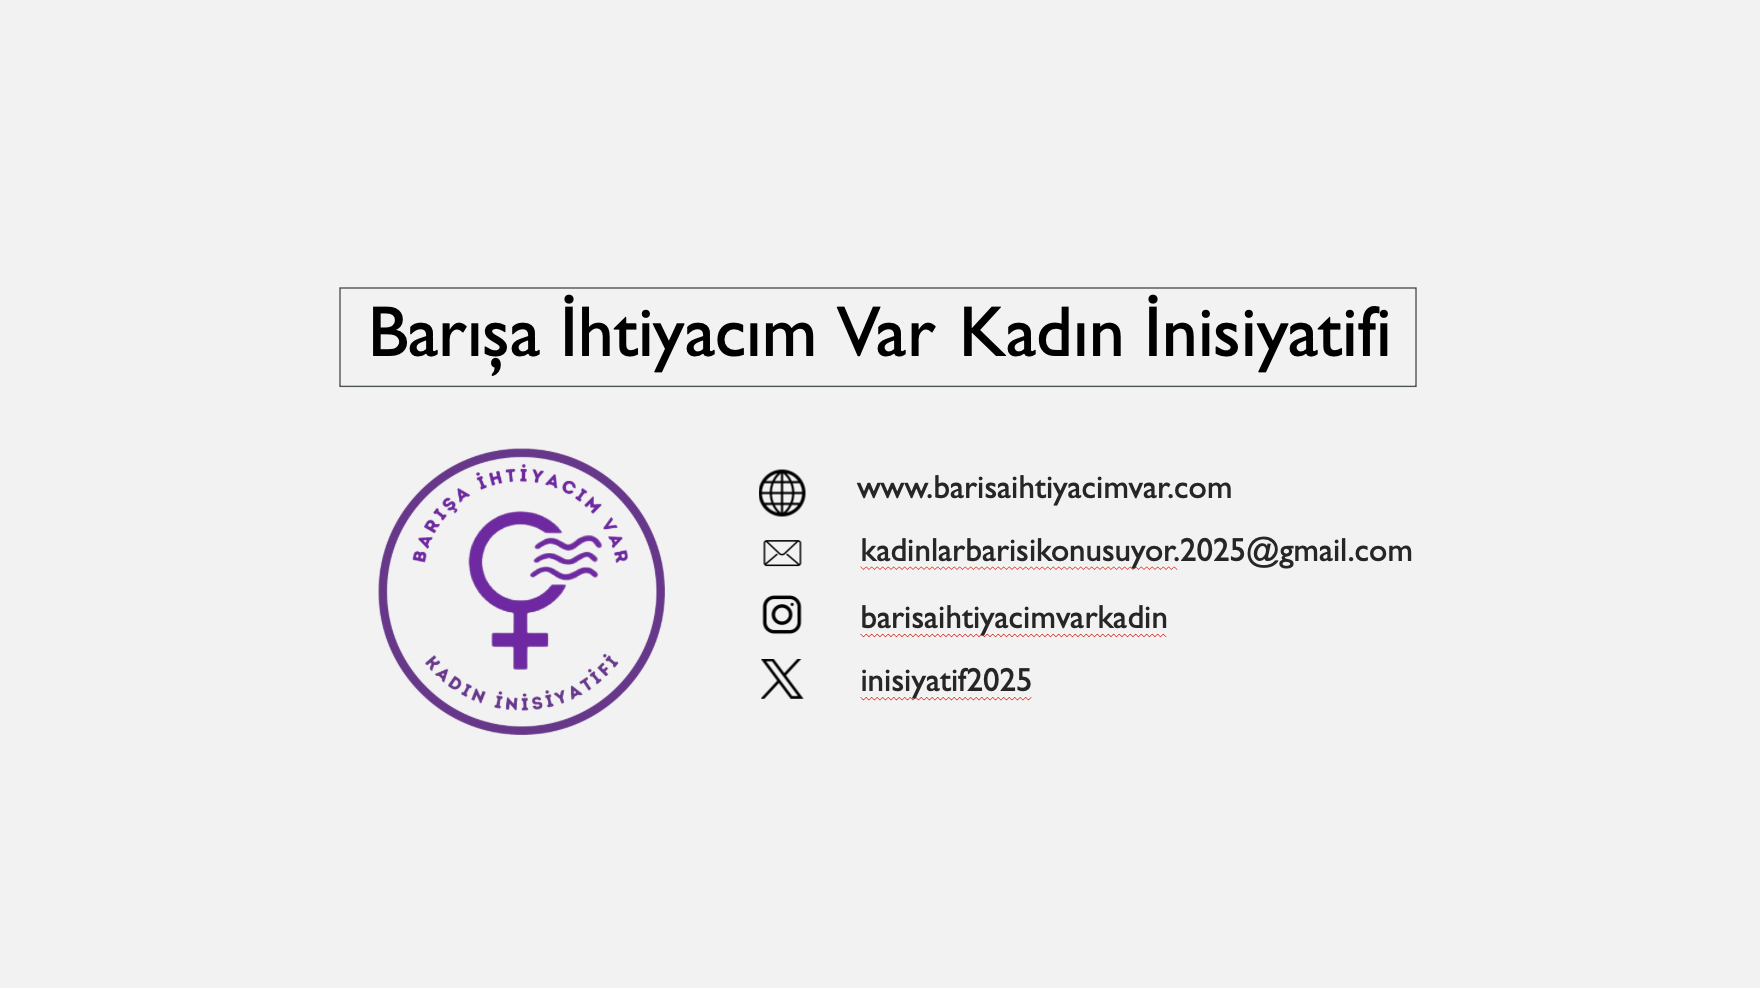 Barışa İhtiyacım Var Kadın İnisiyatifi
BARIŞA İHTİYACIM VAR
KADIN İNİSİYATİFİ
www.barisaihtiyacimvar.com
kadinlarbarisikonusuyor.2025@gmail.com
barisaihtiyacimvarkadin
inisiyatif2025